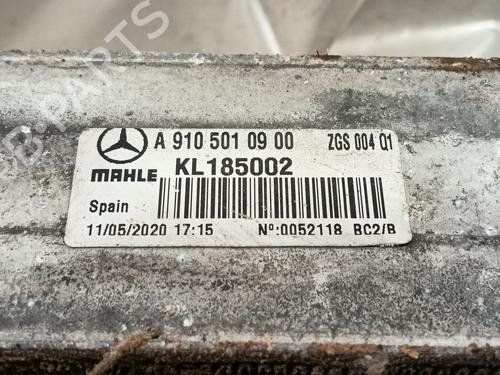 A 910 501 09 00 ZGS 004 Q1
MAHLE KL185002
Spain
11/05/2020 17:15 Nº:0052118 BC2/B